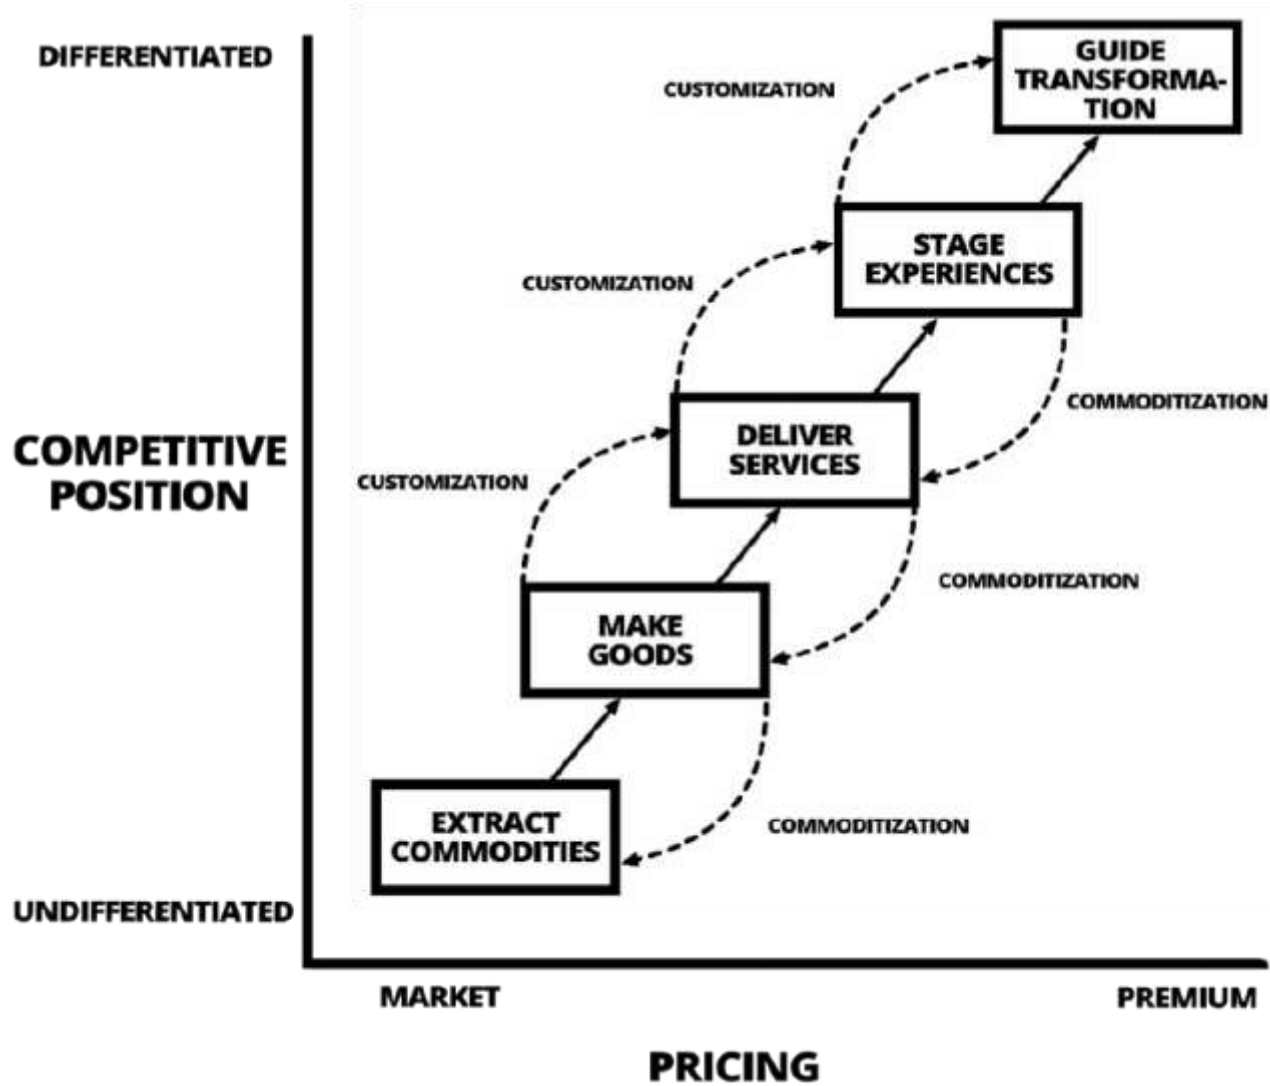 DIFFERENTIATED
GUIDE
TRANSFORMA-
TION
CUSTOMIZATION
STAGE
EXPERIENCES
CUSTOMIZATION
COMMODITIZATION
COMPETITIVE
POSITION
DELIVER
SERVICES
CUSTOMIZATION
COMMODITIZATION
MAKE
GOODS
EXTRACT
COMMODITIES
COMMODITIZATION
UNDIFFERENTIATED
MARKET
PREMIUM
PRICING